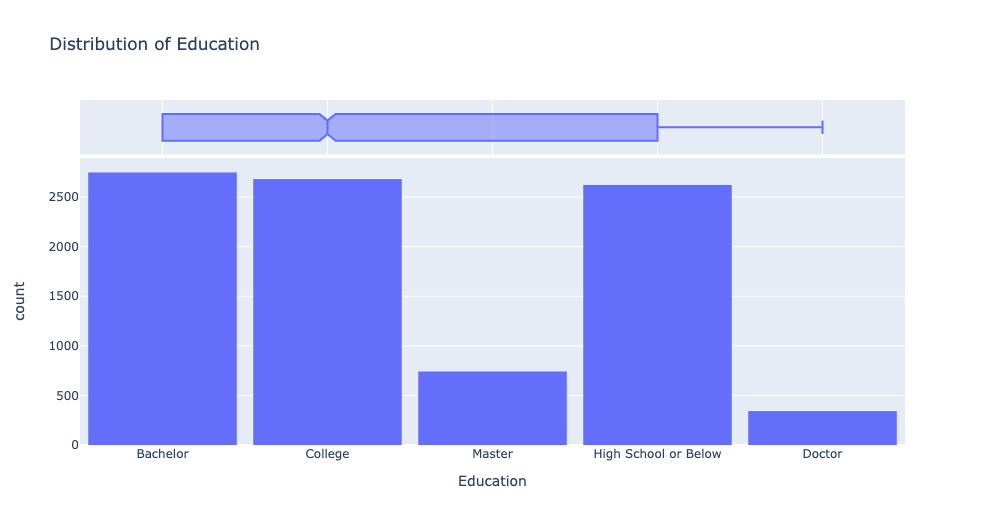 Distribution of Education
2500
2000
1500
1000
500
0
count
Bachelor College Master High School or Below Doctor
Education